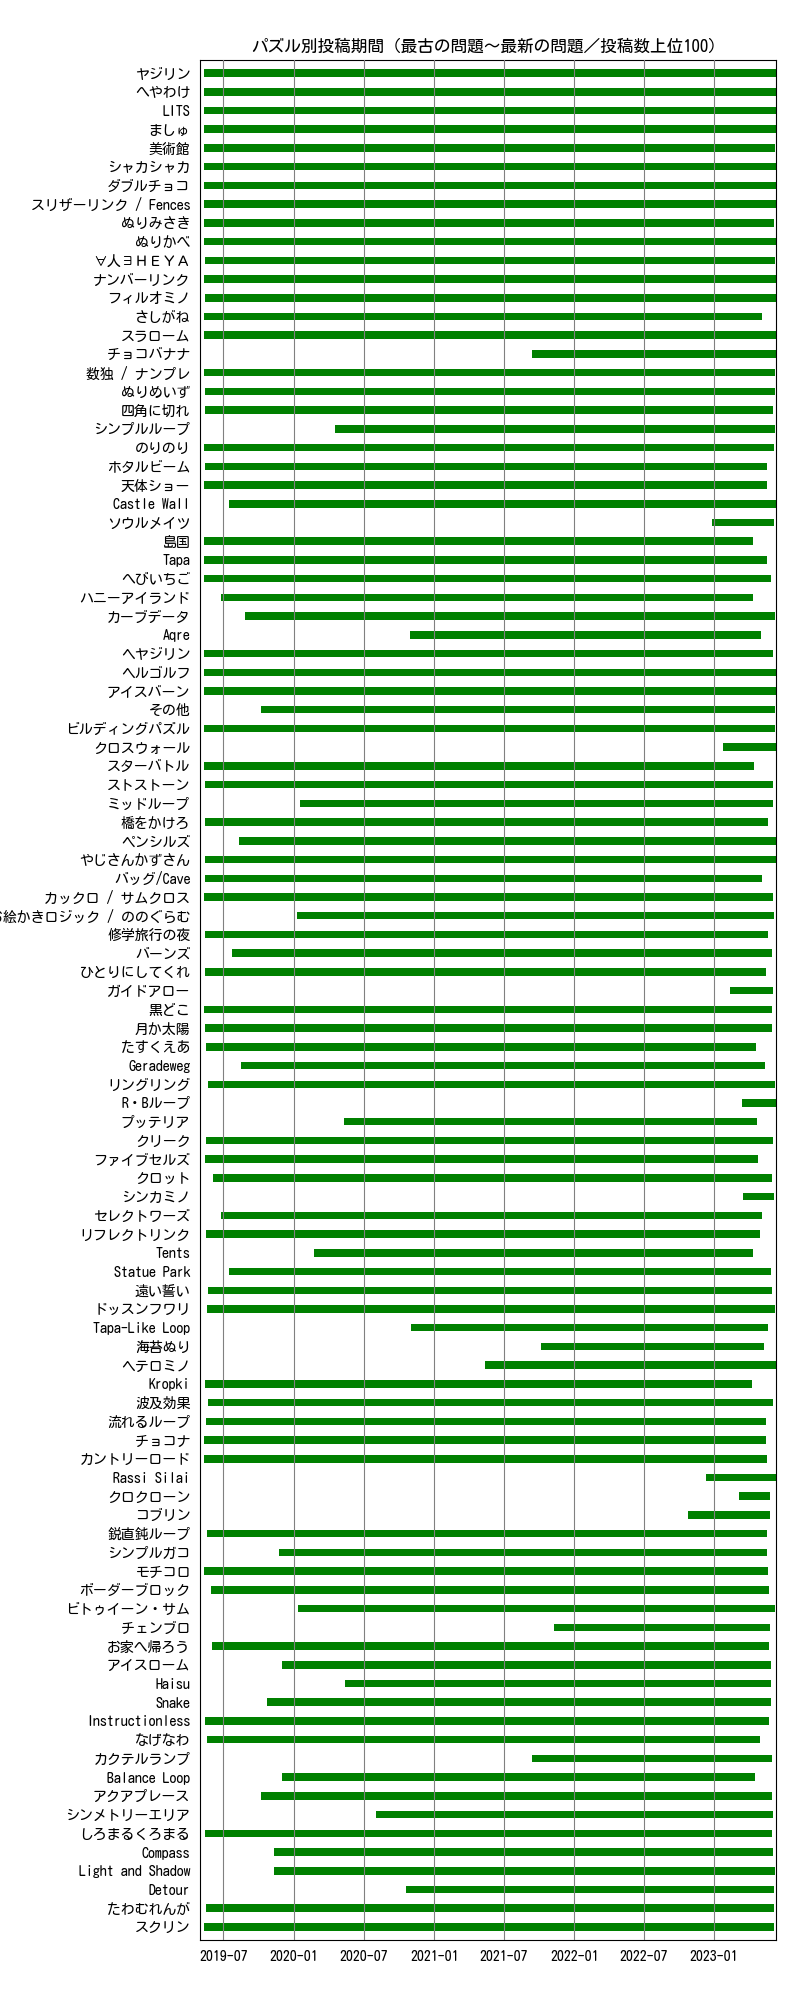 パズル別投稿期間（最古の問題～最新の問題／投稿数上位100）
ヤジリン
へやわけ
LITS
ましゅ
美術館
シャカシャカ
ダブルチョコ
スリザーリンク / Fences
ぬりみさき
ぬりかべ
∀人∃ＨＥＹＡ
ナンバーリンク
フィルオミノ
さしがね
スラローム
チョコバナナ
数独 / ナンプレ
ぬりめいず
四角に切れ
シンプルループ
のりのり
ホタルビーム
天体ショー
Castle Wall
ソウルメイツ
島国
Tapa
へびいちご
ハニーアイランド
カーブデータ
Aqre
ヘヤジリン
ヘルゴルフ
アイスバーン
その他
ビルディングパズル
クロスウォール
スターバトル
ストストーン
ミッドループ
橋をかけろ
ペンシルズ
やじさんかずさん
バッグ/Cave
カックロ / サムクロス
絵かきロジック / ののぐらむ
修学旅行の夜
バーンズ
ひとりにしてくれ
ガイドアロー
黒どこ
月か太陽
たすくえあ
Geradeweg
リングリング
R・Bループ
プッテリア
クリーク
ファイブセルズ
クロット
シンカミノ
セレクトワーズ
リフレクトリンク
Tents
Statue Park
遠い誓い
ドッスンフワリ
Tapa-Like Loop
海苔ぬり
ヘテロミノ
Kropki
波及効果
流れるループ
チョコナ
カントリーロード
Rassi Silai
クロクローン
コブリン
鋭直鈍ループ
シンプルガコ
モチコロ
ボーダーブロック
ビトゥイーン・サム
チェンブロ
お家へ帰ろう
アイスローム
Haisu
Snake
Instructionless
なげなわ
カクテルランプ
Balance Loop
アクアプレース
シンメトリーエリア
しろまるくろまる
Compass
Light and Shadow
Detour
たわむれんが
スクリン
2019-07 2020-01 2020-07 2021-01 2021-07 2022-01 2022-07 2023-01